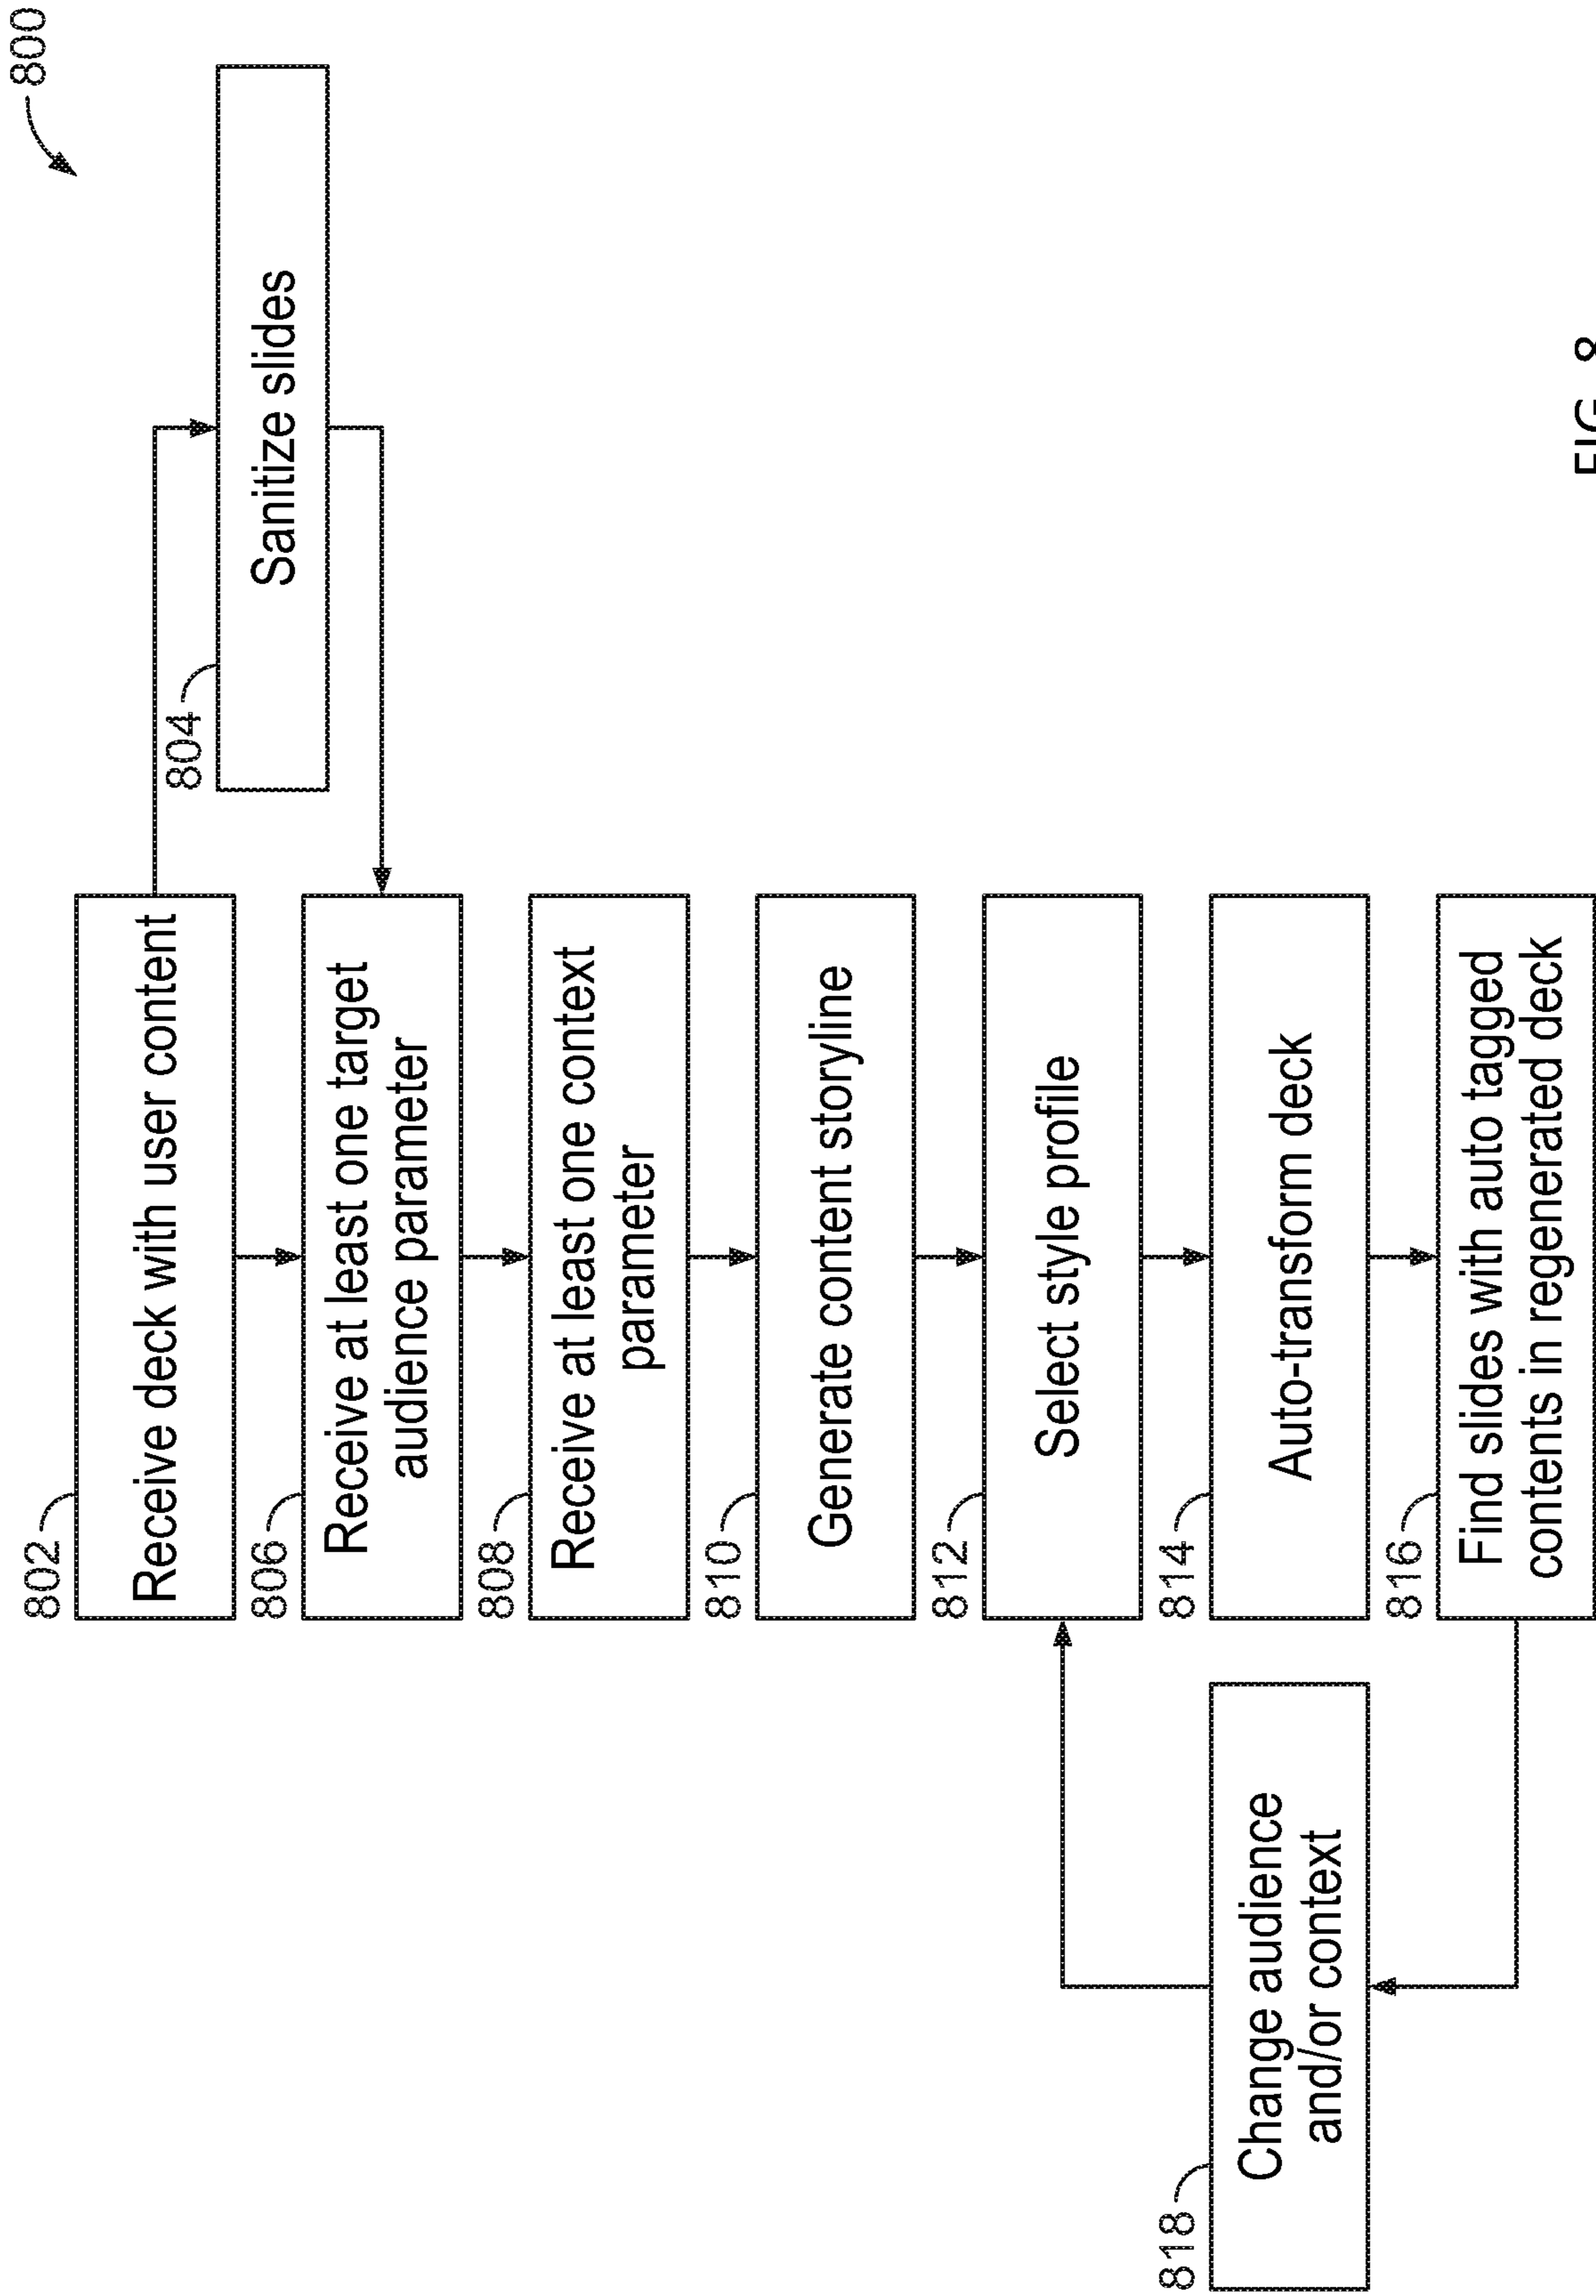 800
802
Receive deck with user content
804
Sanitize slides
806
Receive at least one target
audience parameter
808
Receive at least one context
parameter
810
Generate content storyline
812
Select style profile
814
Auto-transform deck
816
Find slides with auto tagged
contents in regenerated deck
818
Change audience
and/or context
FIG. 8